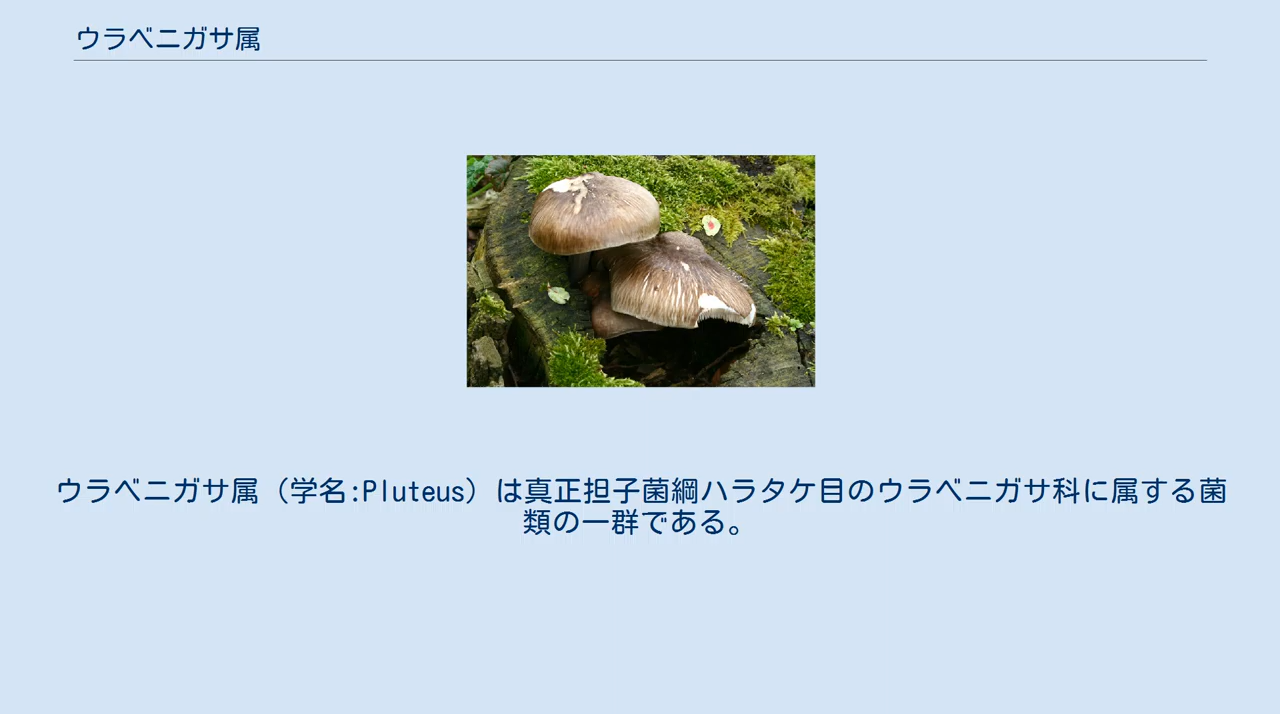 ウラベニガサ属
ウラベニガサ属（学名:Pluteus）は真正担子菌綱ハラタケ目のウラベニガサ科に属する菌
類の一群である。